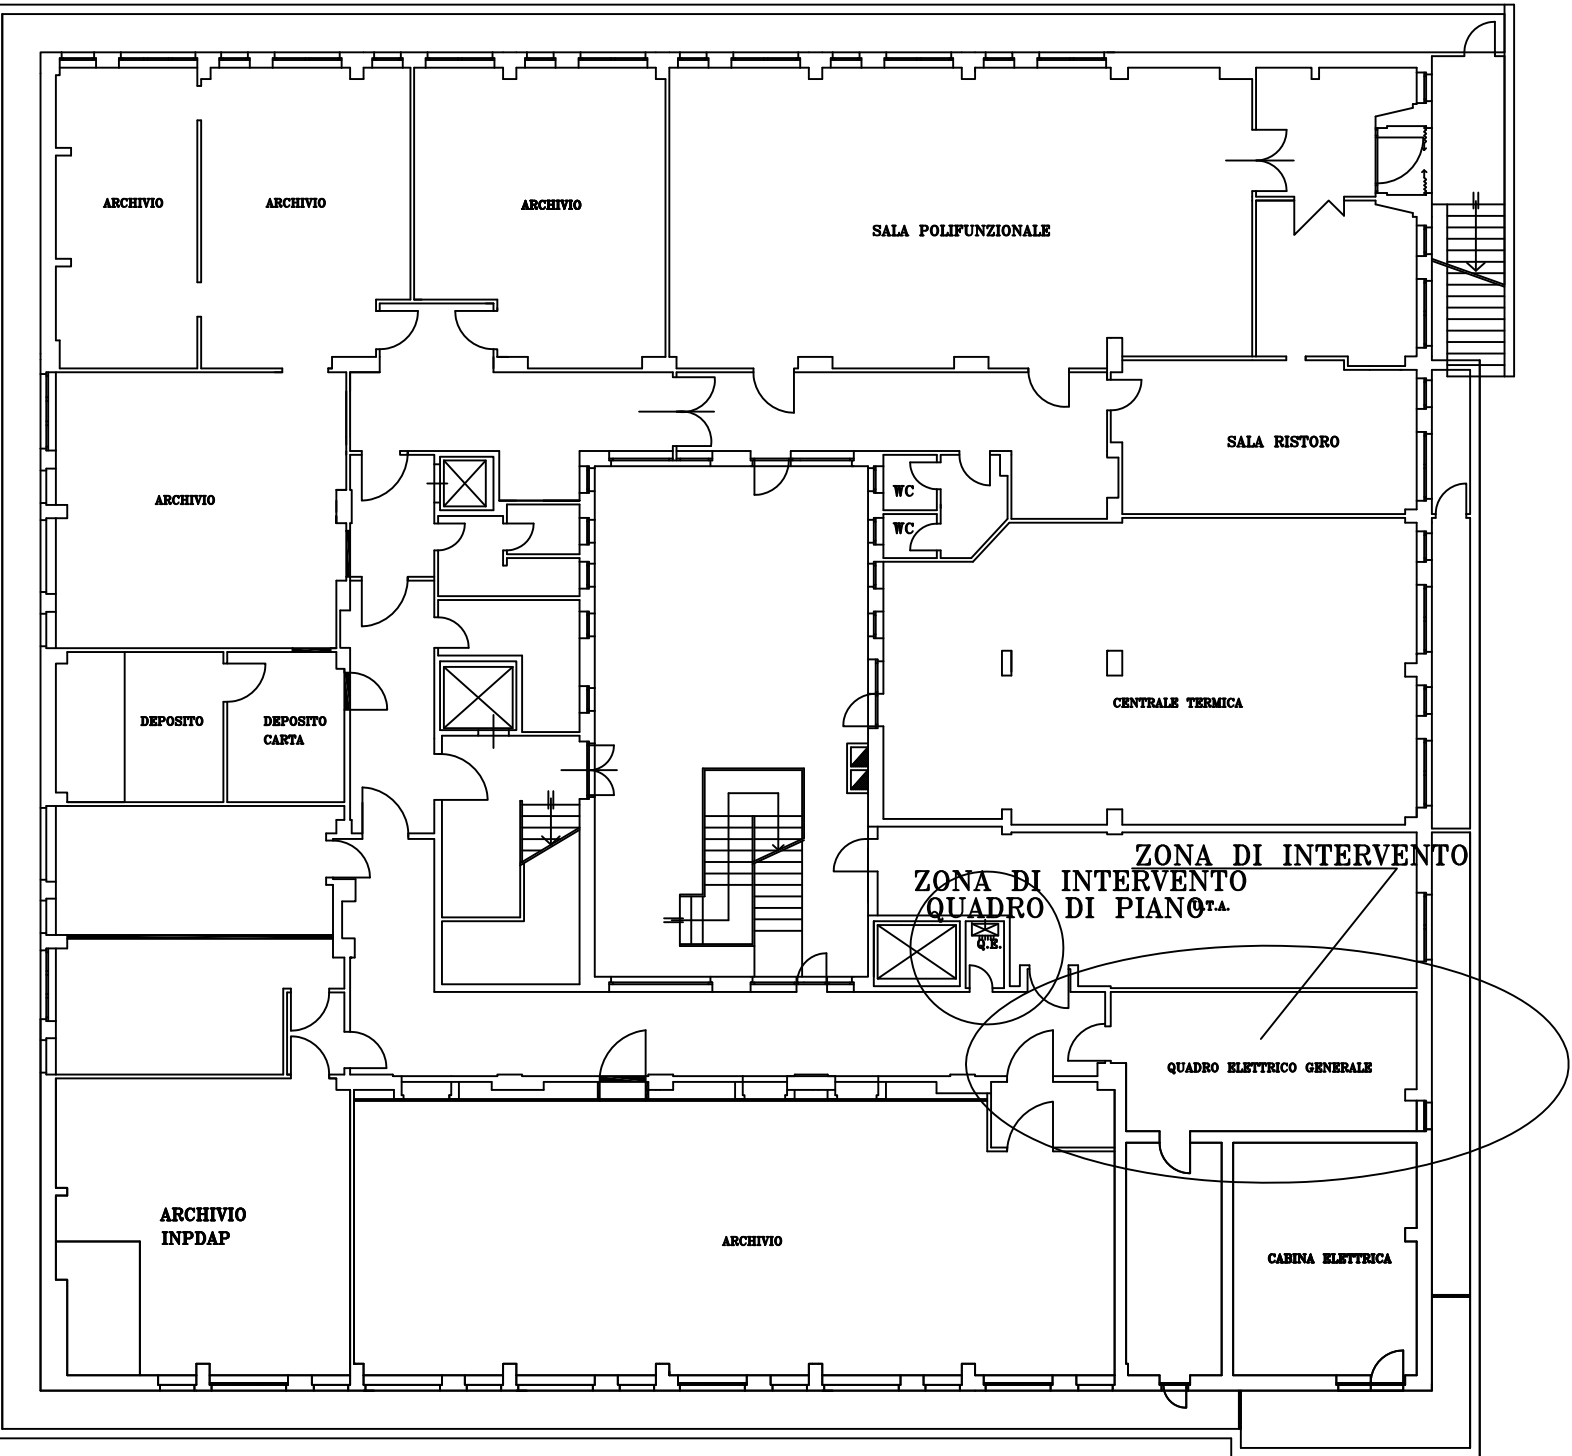 ARCHIVIO
ARCHIVIO
ARCHIVIO
SALA POLIFUNZIONALE
SALA RISTORO
ARCHIVIO
WC
WC
CENTRALE TERMICA
DEPOSITO
DEPOSITO
CARTA
ZONA DI INTERVENTO
ZONA DI INTERVENTO
QUADRO DI PIANO
U.T.A.
Q.E.
QUADRO ELETTRICO GENERALE
ARCHIVIO
INPDAP
ARCHIVIO
CABINA ELETTRICA